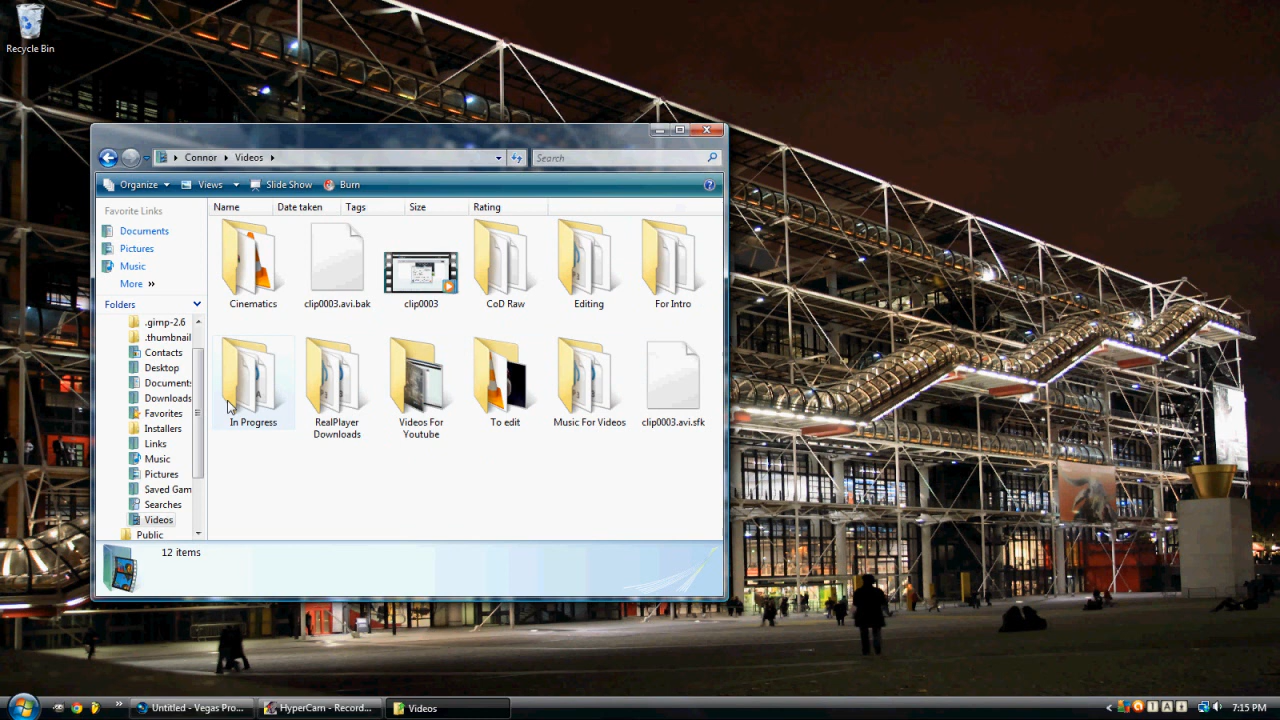 Recycle Bin
Connor
Videos
Search
Organize
Views
Slide Show
Burn
Favorite Links
Documents
Pictures
Music
More »
Folders
.gimp-2.6
.thumbnail
Contacts
Desktop
Document
Downloads
Favorites
Installers
Links
Music
Pictures
Saved Gam
Searches
Videos
Public
Name
Date taken
Tags
Size
Rating
Cinematics
clip0003.avi.bak
clip0003
CoD Raw
Editing
For Intro
In Progress
RealPlayer
Downloads
Videos For
Youtube
To edit
Music For Videos
clip0003.avi.sfk
12 items
Untitled - Vegas Pro...
HyperCam - Record...
Videos
7:15 PM